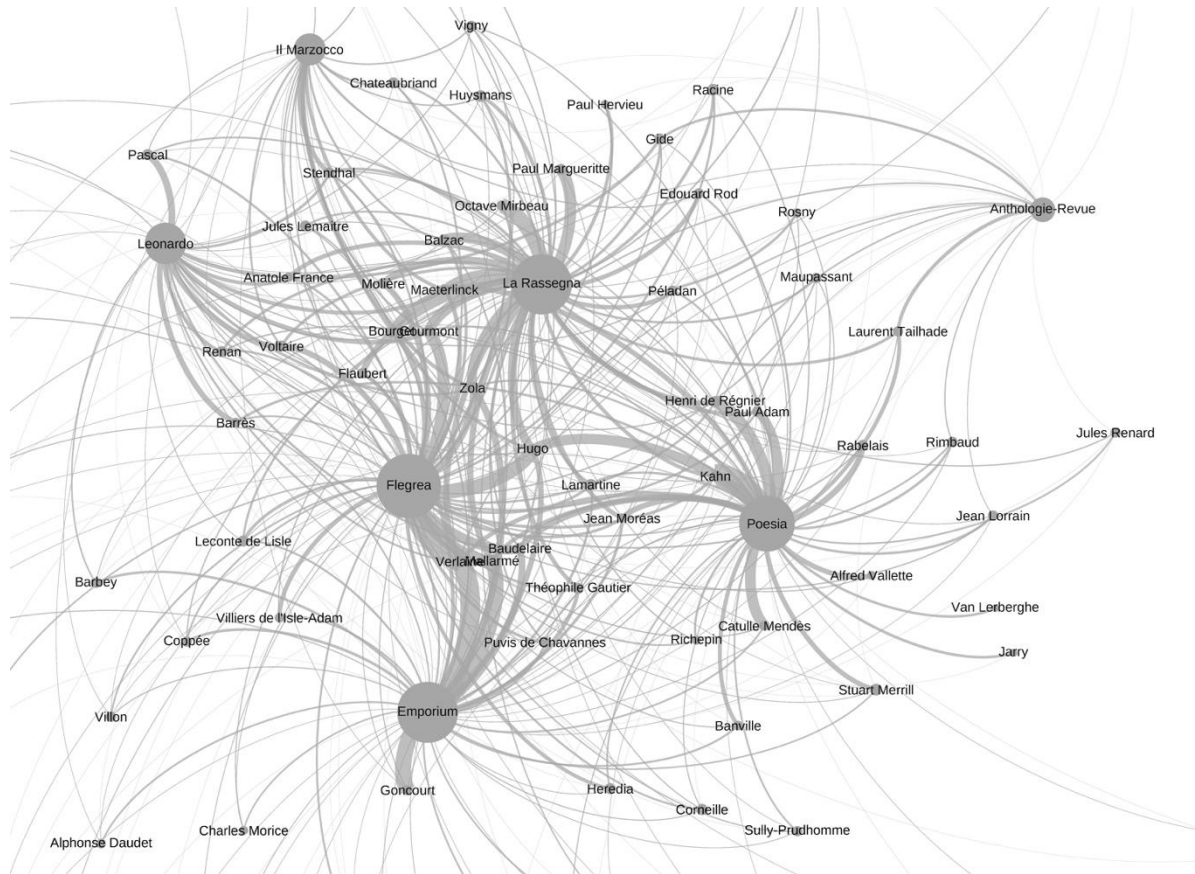 Vigny
Il Marzocco
Chateaubriand
Huysmans
Paul Hervieu
Racine
Gide
Pascal
Stendhal
Paul Margueritte
Edouard Rod
Octave Mirbeau
Rosny
Anthologie-Revue
Jules Lemaitre
Leonardo
Balzac
Anatole France
Molière
Maeterlinck
La Rassegna
Péladan
Maupassant
Bourget
Gourmont
Laurent Tailhade
Renan
Voltaire
Flaubert
Zola
Henri de Régnier
Paul Adam
Barrès
Hugo
Rabelais
Rimbaud
Jules Renard
Kahn
Flegrea
Lamartine
Jean Moréas
Poesia
Jean Lorrain
Leconte de Lisle
Baudelaire
Verlaine
Mallarmé
Barbey
Théophile Gautier
Alfred Vallette
Van Lerberghe
Villiers de l'Isle-Adam
Catulle Mendès
Coppée
Puvis de Chavannes
Richepin
Jarry
Stuart Merrill
Villon
Emporium
Banville
Goncourt
Heredia
Corneille
Charles Morice
Sully-Prudhomme
Alphonse Daudet